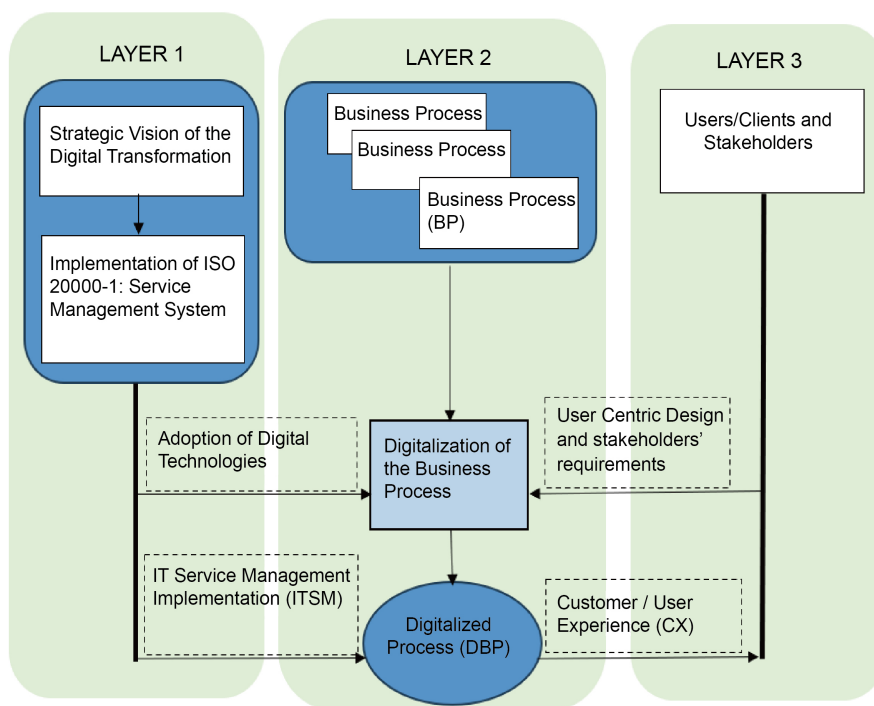 LAYER 1
Strategic Vision of the
Digital Transformation
Implementation of ISO
20000-1: Service
Management System
LAYER 2
Business Process
Business Process
Business Process
(BP)
LAYER 3
Users/Clients and
Stakeholders
Adoption of Digital
Technologies
Digitalization of
the Business
Process
User Centric Design
and stakeholders’
requirements
IT Service Management
Implementation (ITSM)
Digitalized
Process (DBP)
Customer / User
Experience (CX)